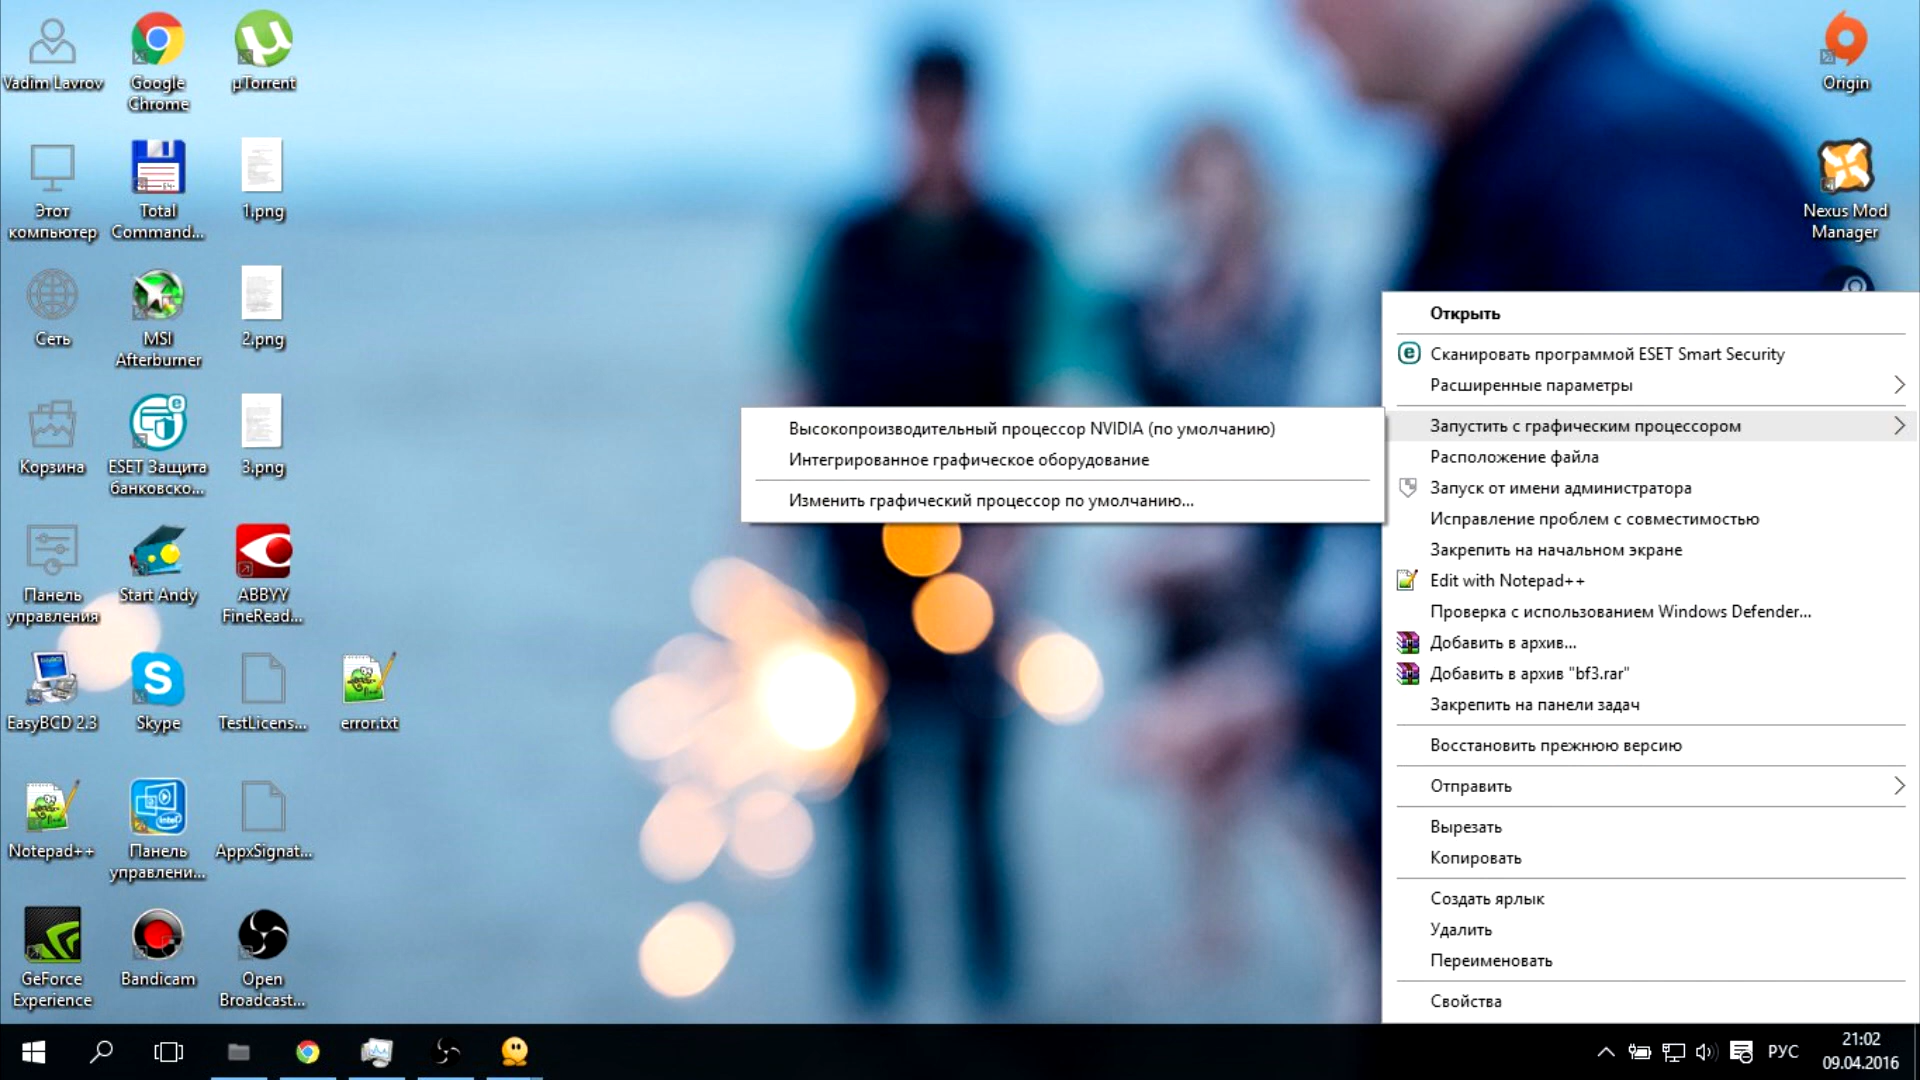 Vadim Lavrov
Google
Chrome
µTorrent
Origin
Этот
компьютер
Total
Command...
1.png
Nexus Mod
Manager
Сеть
MSI
Afterburner
2.png
Корзина
ESET Защита
банковско...
3.png
Панель
управления
Start Andy
ABBYY
FineRead...
EasyBCD 2.3
Skype
TestLicens...
error.txt
Notepad++
Панель
управлени...
AppxSignat...
GeForce
Experience
Bandicam
Open
Broadcast...
Высокопроизводительный процессор NVIDIA (по умолчанию)
Интегрированное графическое оборудование
Изменить графический процессор по умолчанию...
Открыть
Сканировать программой ESET Smart Security
Расширенные параметры
Запустить с графическим процессором
Расположение файла
Запуск от имени администратора
Исправление проблем с совместимостью
Закрепить на начальном экране
Edit with Notepad++
Проверка с использованием Windows Defender...
Добавить в архив...
Добавить в архив "bf3.rar"
Закрепить на панели задач
Восстановить прежнюю версию
Отправить
Вырезать
Копировать
Создать ярлык
Удалить
Переименовать
Свойства
РУС
21:02
09.04.2016